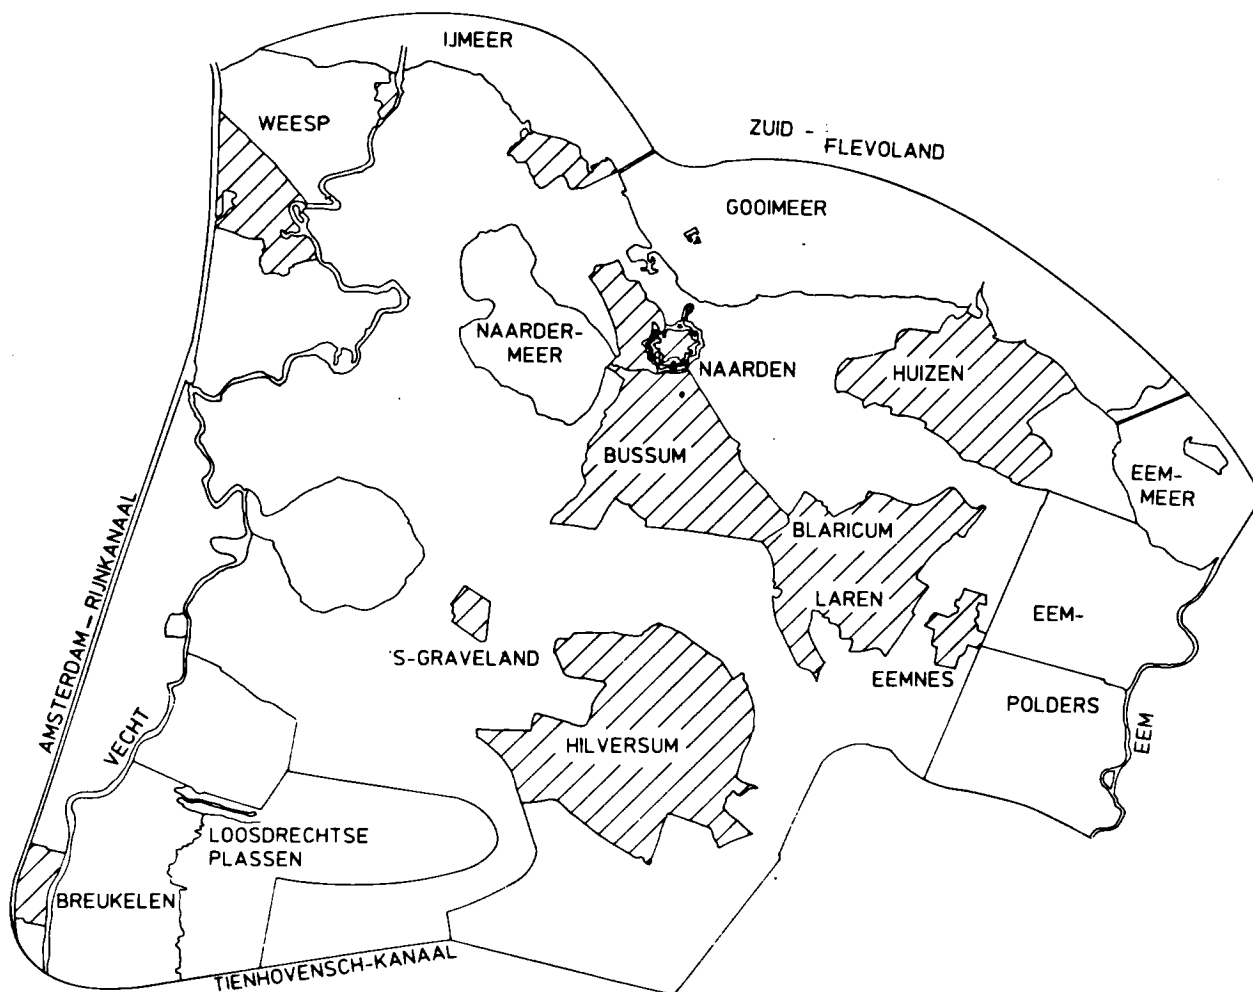 IJMEER
WEESP
ZUID -
FLEVOLAND
GOOIMEER
NAARDER-
MEER
NAARDEN
HUIZEN
BUSSUM
EEM-
MEER
BLARICUM
LAREN
EEM-
'S-GRAVELAND
EEMNES
POLDERS
AMSTERDAM – RIJNKANAAL
VECHT
HILVERSUM
EEM
LOOSDRECHTSE
PLASSEN
BREUKELEN
TIENHOVENSCH-KANAAL